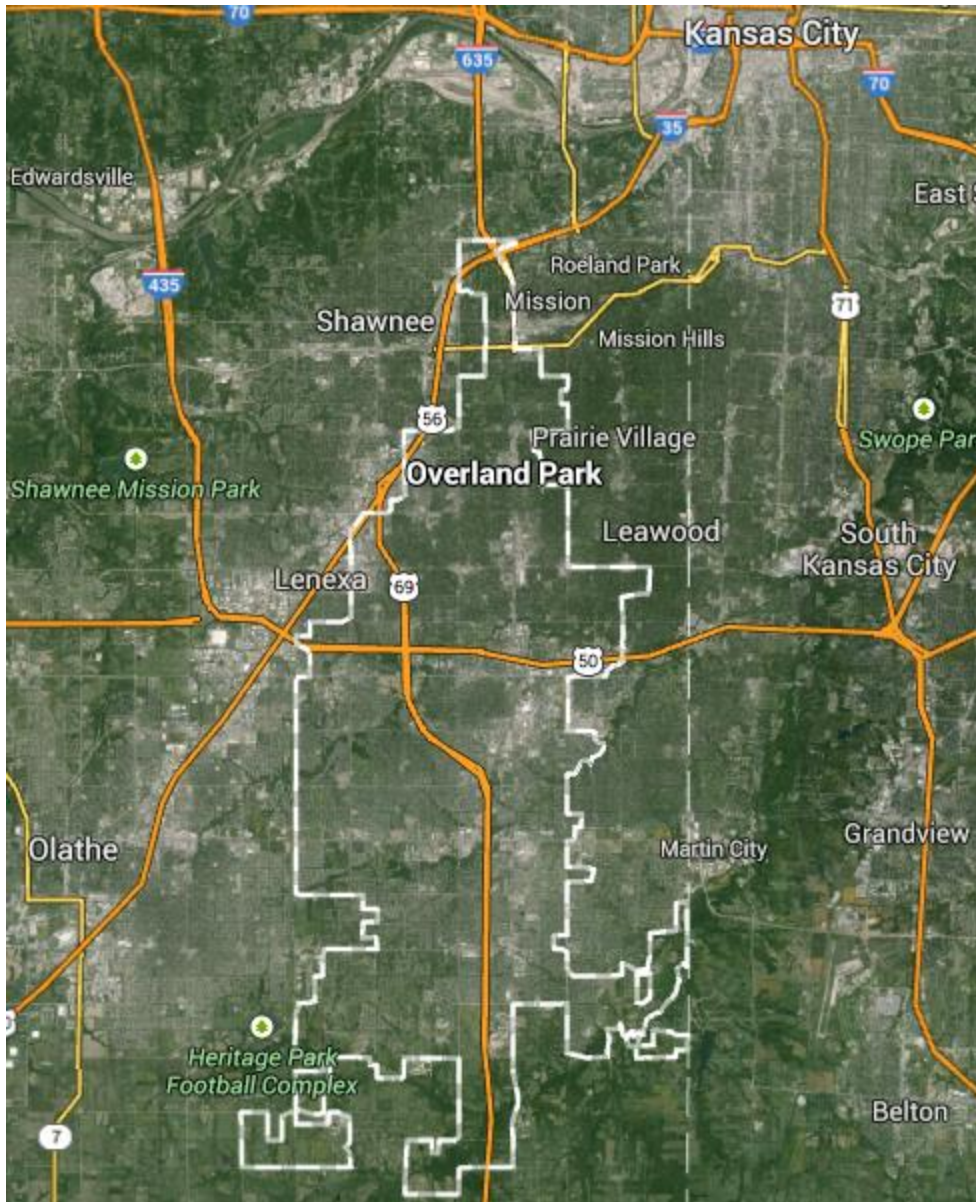 70
Kansas City
635
70
35
Edwardsville
East
435
Roeland Park
Mission
71
Shawnee
Mission Hills
56
Prairie Village
Swope Par
Shawnee Mission Park
Overland Park
Leawood
South
Kansas City
Lenexa
69
50
Olathe
Martin City
Grandview
Heritage Park
Football Complex
Belton
7